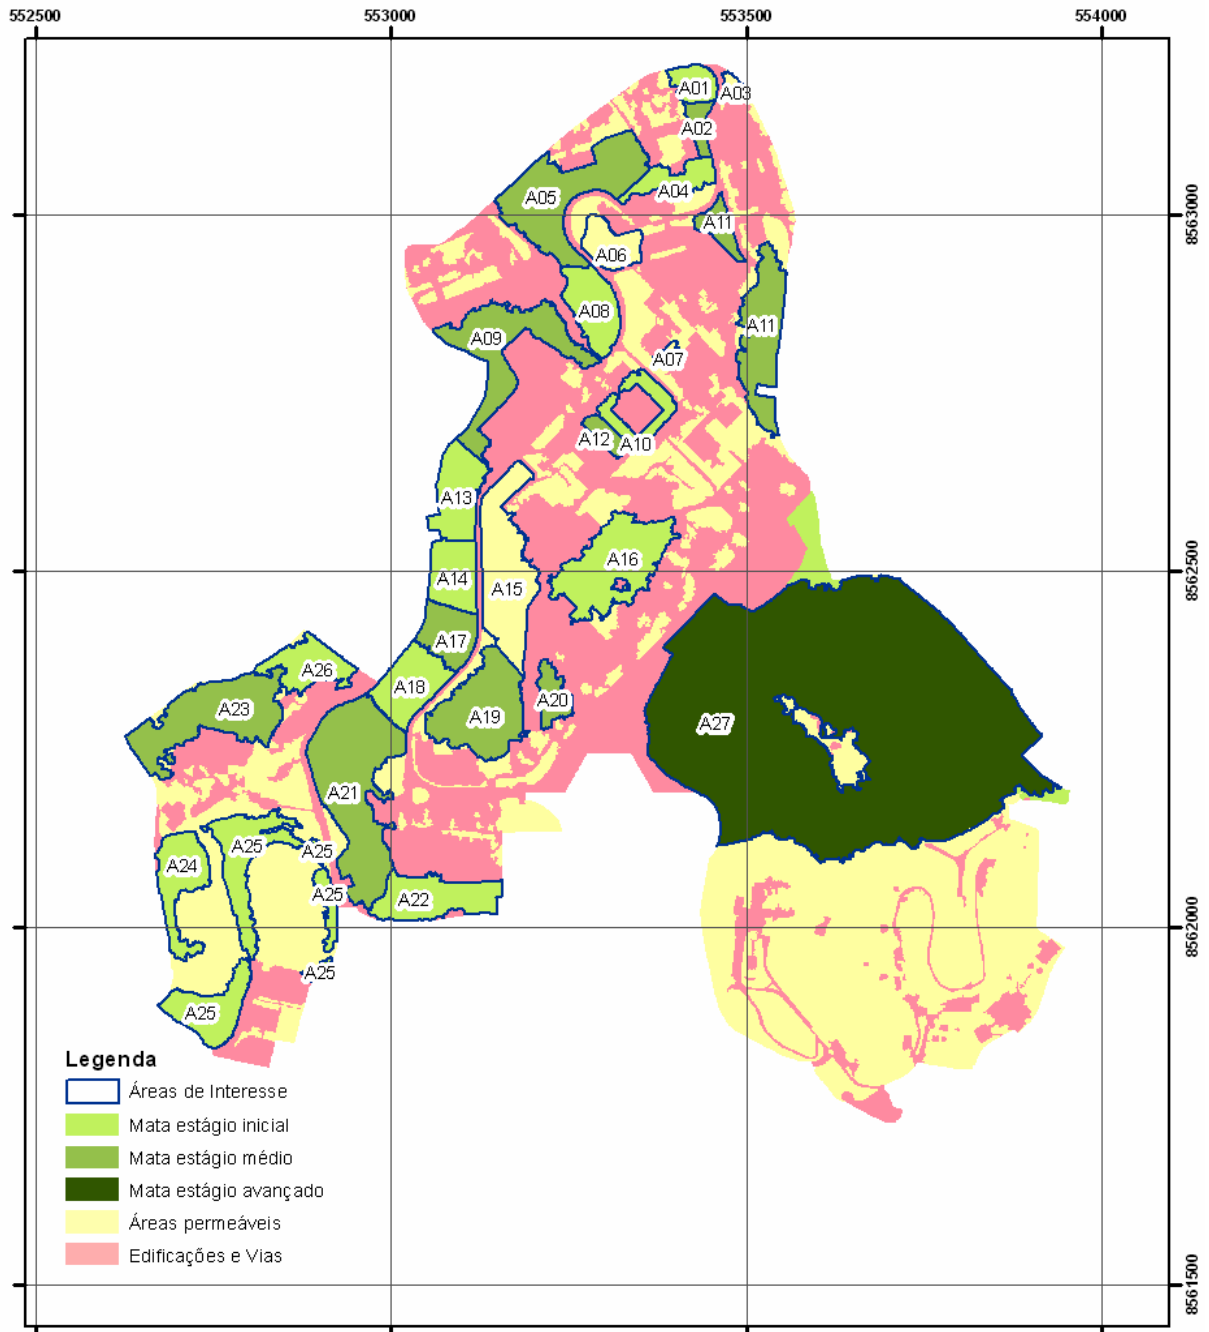 552500 553000 553500 554000
A01 A03
A02
A04
A05
A11
8563000
A06
A08
A11
A09
A07
A12 A10
A13
A16
8562500
A14
A15
A17
A26
A18
A20
A23
A19
A27
A21
A25
A25
A24
A25
A22
8562000
A25
A25
Legenda
Áreas de Interesse
Mata estágio inicial
Mata estágio médio
Mata estágio avançado
Áreas permeáveis
Edificações e Vias
8561500